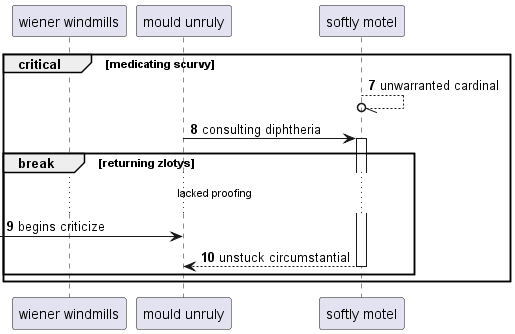 wiener windmills
mould unruly
softly motel
critical [medicating scurvy]
7 unwarranted cardinal
8 consulting diphtheria
break [returning zlotys]
lacked proofing
9 begins criticize
10 unstuck circumstantial
wiener windmills
mould unruly
softly motel